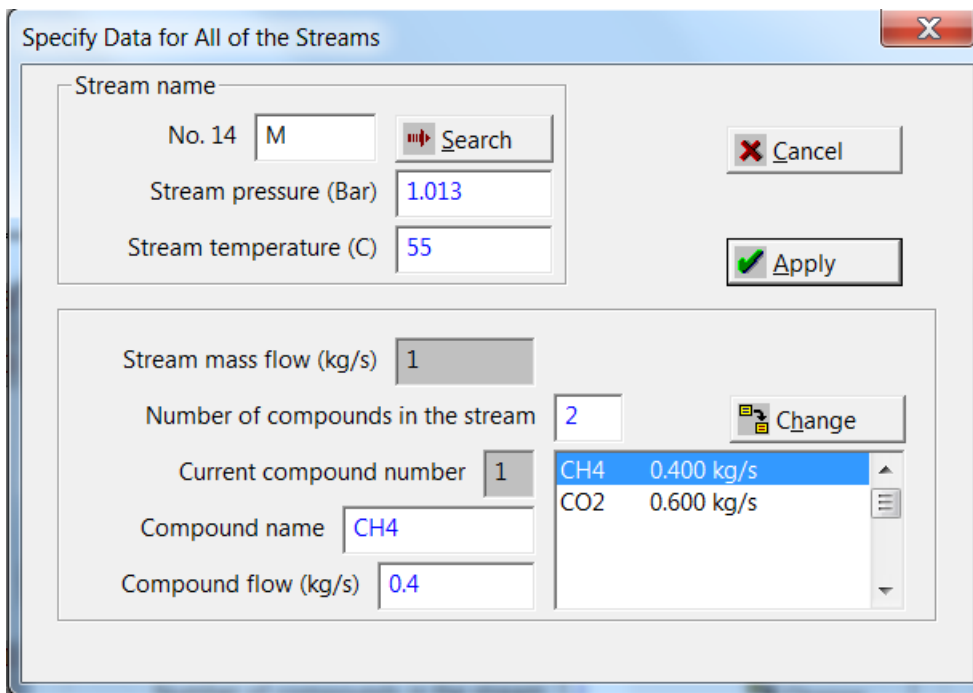 Specify Data for All of the Streams
Stream name
No. 14 M Search
Stream pressure (Bar) 1.013
Stream temperature (C) 55
Cancel
Apply
Stream mass flow (kg/s) 1
Number of compounds in the stream 2 Change
Current compound number 1
Compound name CH4
Compound flow (kg/s) 0.4
CH4 0.400 kg/s
CO2 0.600 kg/s